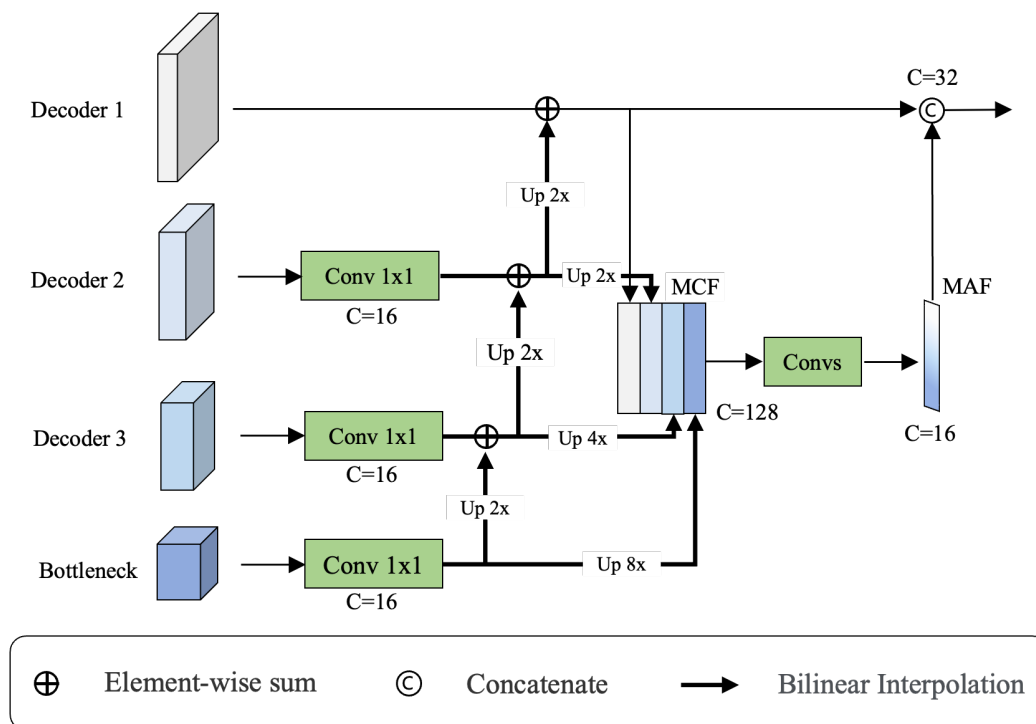 C=32
Decoder 1
C
Up 2x
Decoder 2
Conv 1x1
Up 2x
MCF
MAF
C=16
Up 2x
Convs
C=128
C=16
Decoder 3
Conv 1x1
Up 4x
C=16
Up 2x
Bottleneck
Conv 1x1
Up 8x
C=16
Element-wise sum
C
Concatenate
Bilinear Interpolation